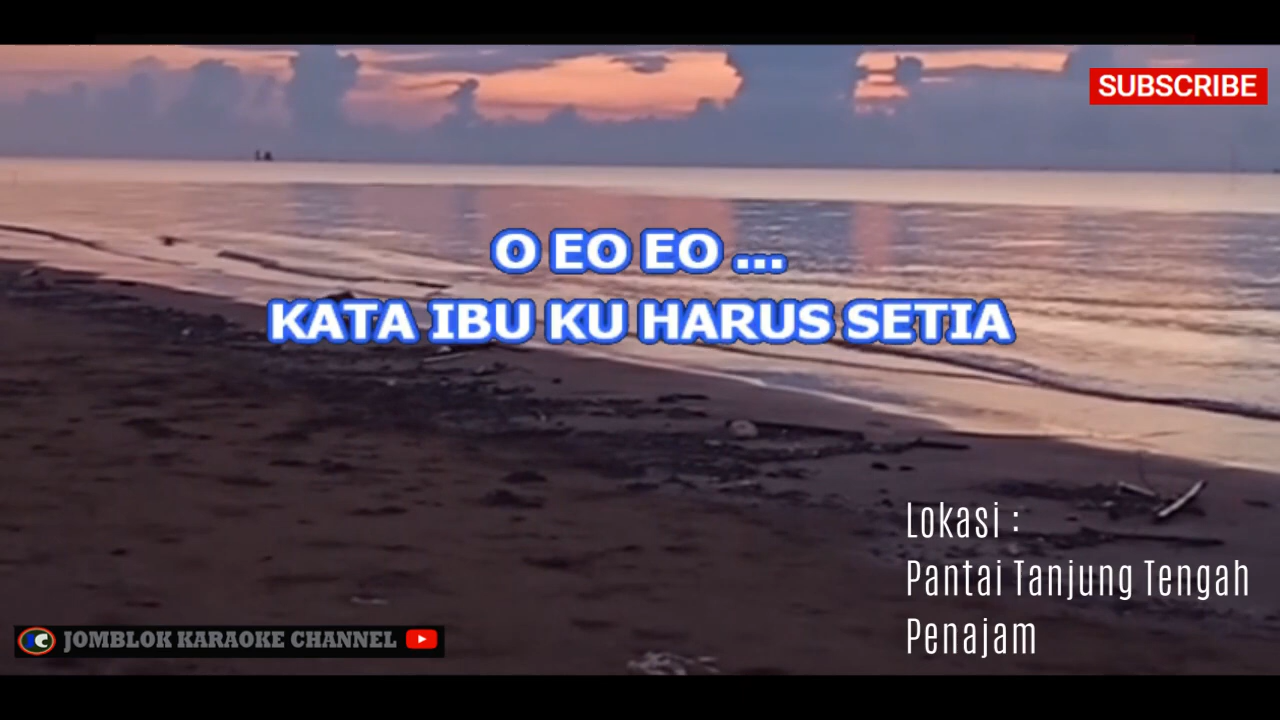 SUBSCRIBE
O EO EO ...
KATA IBU KU HARUS SETIA
Lokasi :
Pantai Tanjung Tengah
Penajam
JOMBLOK KARAOKE CHANNEL